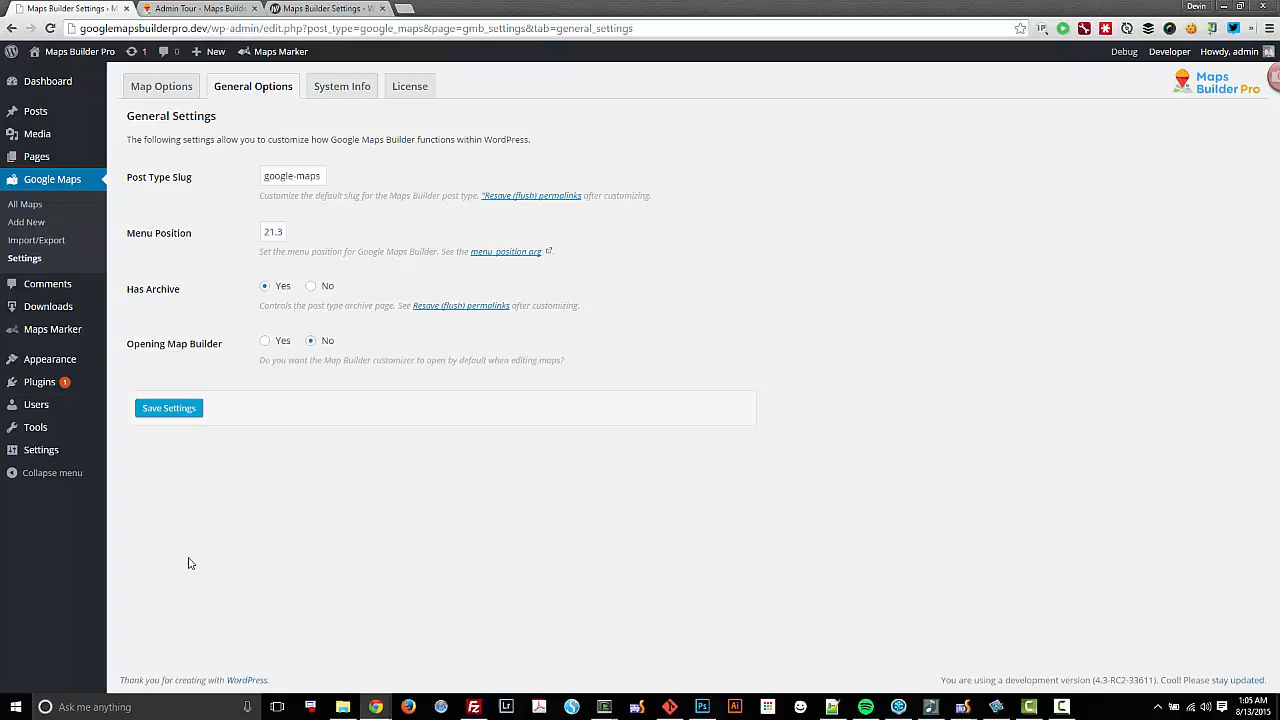 Maps Builder Settings ‹ M
Admin Tour - Maps Builde
Maps Builder Settings - W
Devin
googlemapsbuilderpro.dev/wp-admin/edit.php?post_type=google_maps&page=gmb_settings&tab=general_settings
Maps Builder Pro
1
0
New
Maps Marker
Debug
Developer
Howdy, admin
Dashboard
Posts
Media
Pages
Google Maps
All Maps
Add New
Import/Export
Settings
Comments
Downloads
Maps Marker
Appearance
Plugins 1
Users
Tools
Settings
Collapse menu
Map Options
General Options
System Info
License
Maps
Builder Pro
General Settings
The following settings allow you to customize how Google Maps Builder functions within WordPress.
Post Type Slug
google-maps
Customize the default slug for the Maps Builder post type. "Resave (flush) permalinks after customizing.
Menu Position
21.3
Set the menu position for Google Maps Builder. See the menu_position arg.
Has Archive
Yes No
Controls the post type archive page. See Resave (flush) permalinks after customizing.
Opening Map Builder
Yes No
Do you want the Map Builder customizer to open by default when editing maps?
Save Settings
Thank you for creating with WordPress.
You are using a development version (4.3-RC2-33611). Cool! Please stay updated.
Ask me anything
1:05 AM
8/13/2015